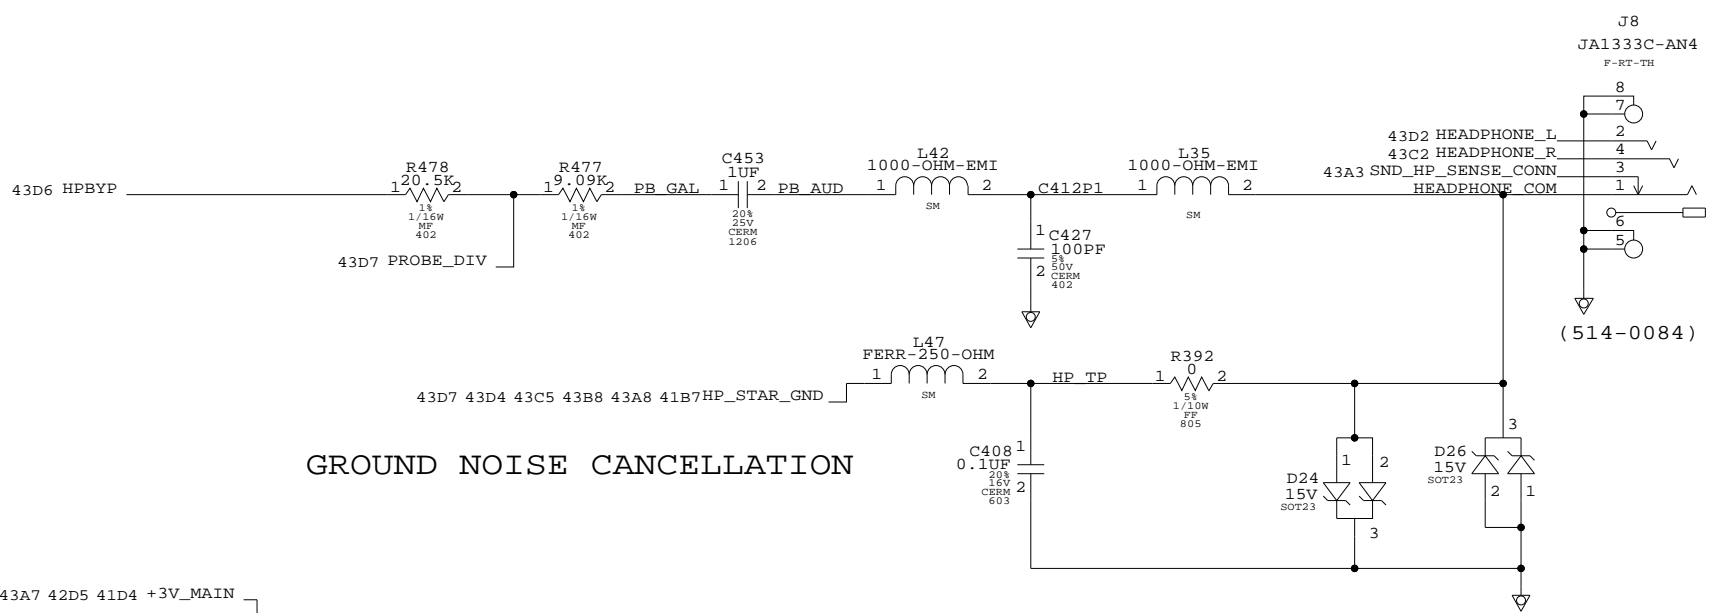 J8
JA1333C-AN4
F-RT-TH
8
7
43D2 HEADPHONE_L 2
43C2 HEADPHONE_R 4
43A3 SND_HP_SENSE_CONN 3
HEADPHONE_COM 1
6
5
(514-0084)
43D6 HPBYP
R478
1 20.5K 2
1%
1/16W
MF
402
R477
1 9.09K 2
1%
1/16W
MF
402
PB_GAL
C453
1UF
1 2
20%
25V
CERM
1206
PB_AUD
L42
1000-OHM-EMI
1 2
SM
C412P1
L35
1000-OHM-EMI
1 2
SM
43D7 PROBE_DIV
1 C427
100PF
5%
50V
2 CERM
402
L47
FERR-250-OHM
1 2
SM
HP_TP
R392
0
1 2
5%
1/10W
FF
805
43D7 43D4 43C5 43B8 43A8 41B7 HP_STAR_GND
GROUND NOISE CANCELLATION
C408 1
0.1UF
20%
16V
CERM 2
603
D24
15V
SOT23
1 2
3
D26
15V
SOT23
3
2 1
43A7 42D5 41D4 +3V_MAIN